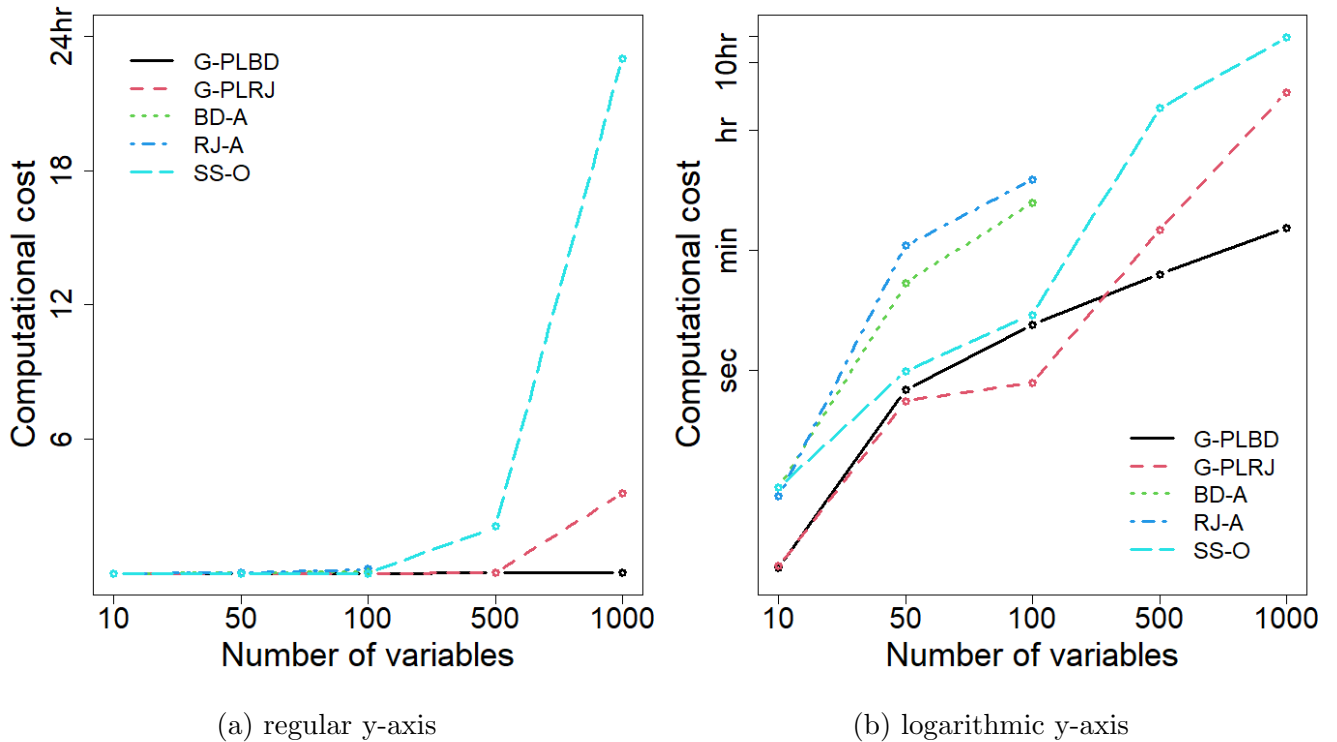 Computational cost
24hr
18
12
6
G-PLBD
G-PLRJ
BD-A
RJ-A
SS-O
10
50
100
500
1000
Number of variables
(a) regular y-axis
Computational cost
10hr
hr
min
sec
G-PLBD
G-PLRJ
BD-A
RJ-A
SS-O
10
50
100
500
1000
Number of variables
(b) logarithmic y-axis